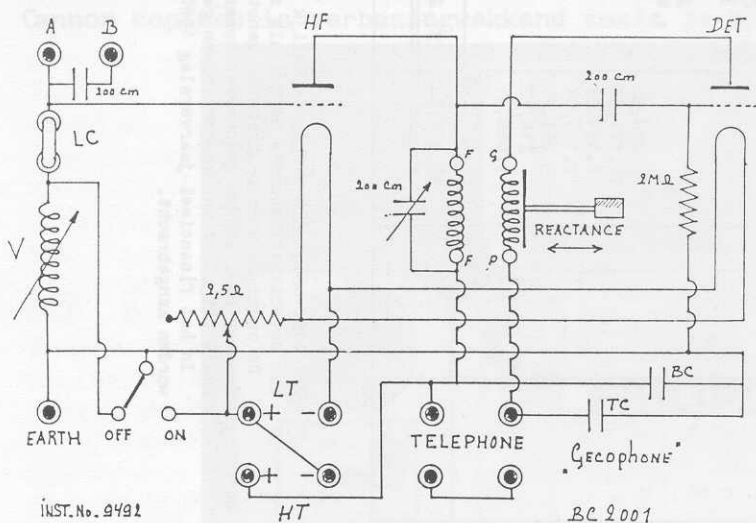 A B HF DET
200 cm 200 cm
LC
F G
200 cm 2MΩ
V REACTANCE
F P
2,5Ω
LT BC
+ − TC
EARTH OFF ON TELEPHONE "Gecophone"
+ −
INST. No. 9492 HT BC 2001